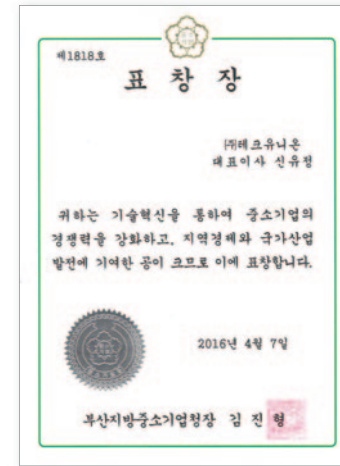 제1818호
표 창 장
㈜테크유니온
대표이사 신유정
귀하는 기술혁신을 통하여 중소기업의
경쟁력을 강화하고, 지역경제와 국가산업
발전에 기여한 공이 크므로 이에 표창합니다.
2016년 4월 7일
부산지방중소기업청장 김 진 형